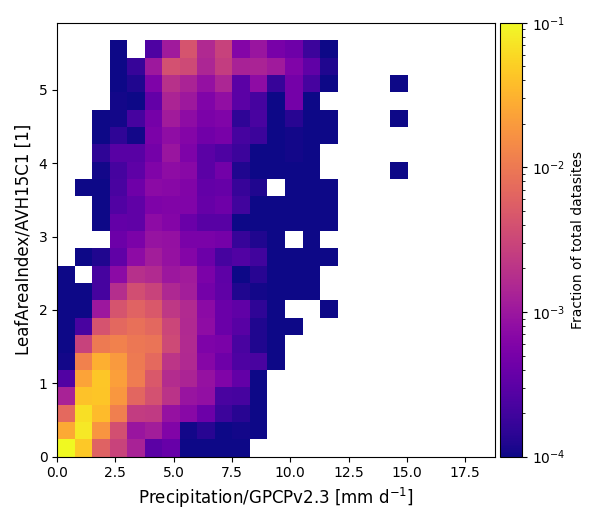 LeafAreaIndex/AVH15C1 [1]
5
4
3
2
1
0
0.0 2.5 5.0 7.5 10.0 12.5 15.0 17.5
Precipitation/GPCPv2.3 [mm d⁻¹]
10⁻¹
10⁻²
10⁻³
10⁻⁴
Fraction of total datasites